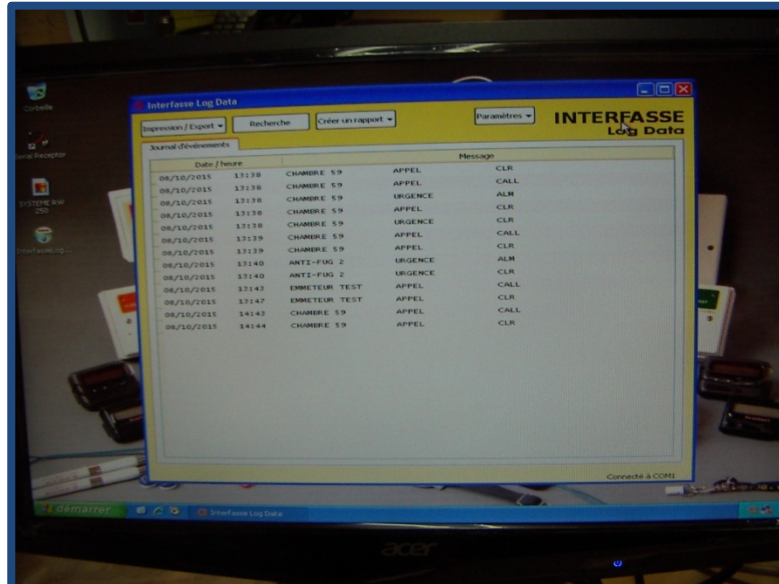 Corbeille
Serial Receptor
SYSTEME RW
250
InterfasseLog...
Interfasse Log Data
Impression / Export
Recherche
Créer un rapport
Paramètres
INTERFASSE
Log Data
Journal d'événements
Date / heure Message
08/10/2015 13:38 CHAMBRE 59 APPEL CLR
08/10/2015 13:38 CHAMBRE 59 APPEL CALL
08/10/2015 13:38 CHAMBRE 59 URGENCE ALM
08/10/2015 13:38 CHAMBRE 59 APPEL CLR
08/10/2015 13:38 CHAMBRE 59 URGENCE CLR
08/10/2015 13:39 CHAMBRE 59 APPEL CALL
08/10/2015 13:39 CHAMBRE 59 APPEL CLR
08/10/2015 13:40 ANTI-FUG 2 URGENCE ALM
08/10/2015 13:40 ANTI-FUG 2 URGENCE CLR
08/10/2015 13:43 EMMETEUR TEST APPEL CALL
08/10/2015 13:47 EMMETEUR TEST APPEL CLR
08/10/2015 14:43 CHAMBRE 59 APPEL CALL
08/10/2015 14:44 CHAMBRE 59 APPEL CLR
Connecté à COM1
démarrer
Interfasse Log Data
acer